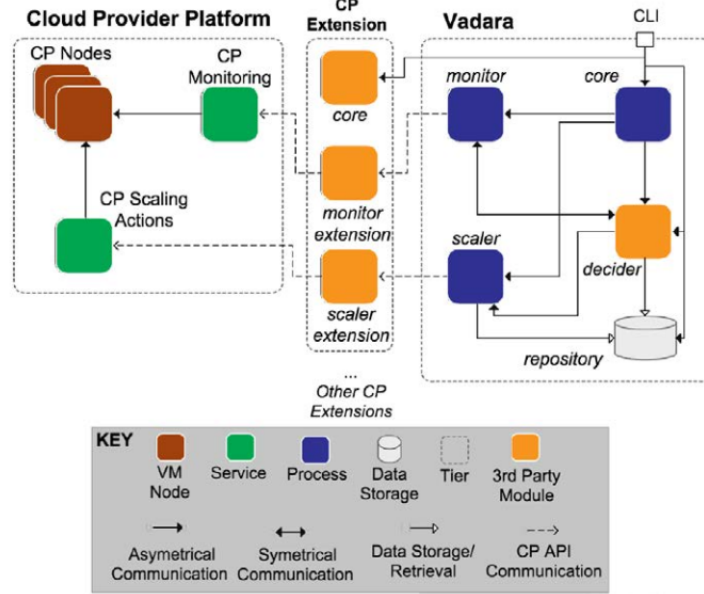 Cloud Provider Platform
CP
Extension
Vadara
CLI
CP Nodes
CP
Monitoring
core
monitor
core
CP Scaling
Actions
monitor
extension
scaler
decider
scaler
extension
repository
...
Other CP
Extensions
KEY
VM
Node
Service
Process
Data
Storage
Tier
3rd Party
Module
Asymetrical
Communication
Symetrical
Communication
Data Storage/
Retrieval
CP API
Communication